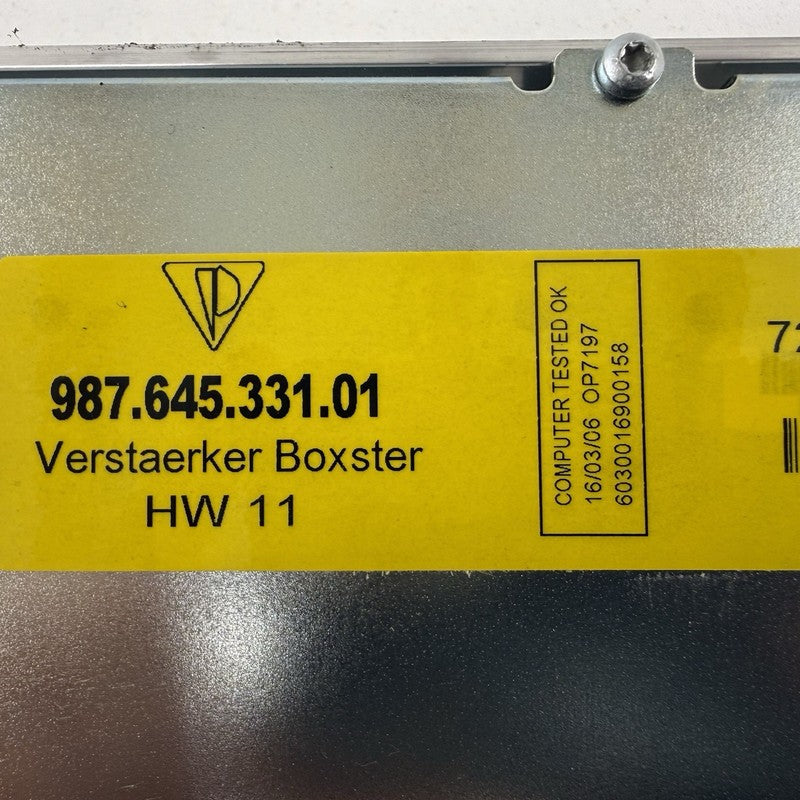 987.645.331.01
Verstaerker Boxster
HW 11
COMPUTER TESTED OK
16/03/06 OP7197
6030016900158